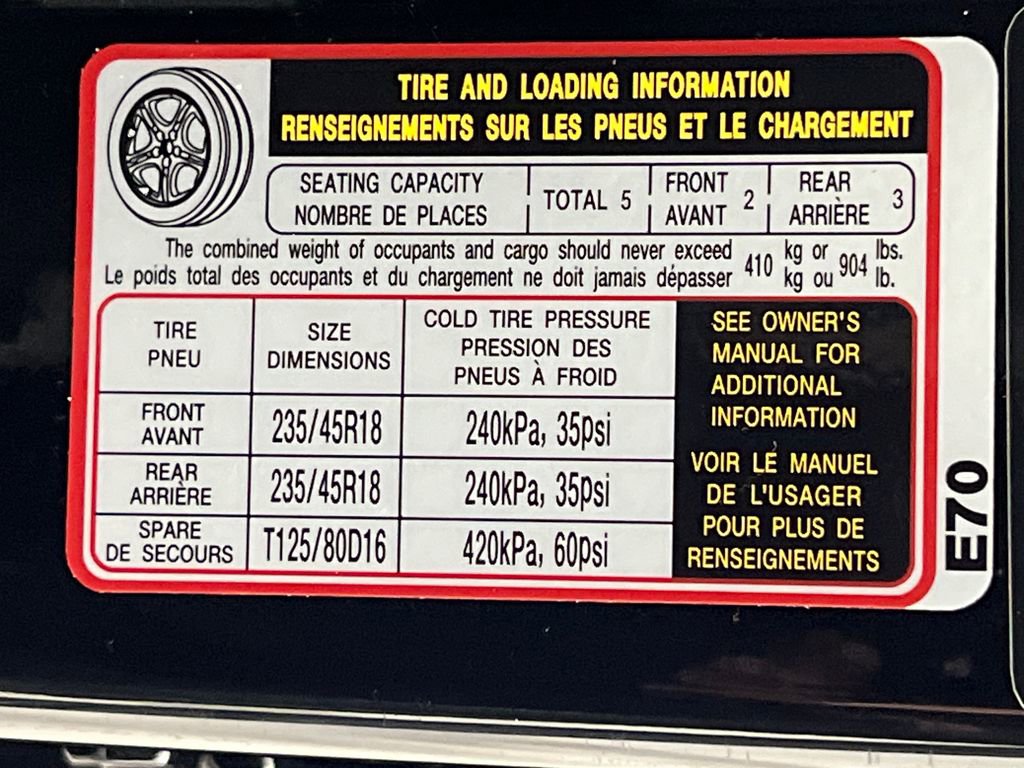 TIRE AND LOADING INFORMATION
RENSEIGNEMENTS SUR LES PNEUS ET LE CHARGEMENT
SEATING CAPACITY
NOMBRE DE PLACES
TOTAL 5
FRONT
AVANT
2
REAR
ARRIÈRE
3
The combined weight of occupants and cargo should never exceed
Le poids total des occupants et du chargement ne doit jamais dépasser
410
kg or
kg ou
904
lbs.
lb.
TIRE
PNEU
SIZE
DIMENSIONS
COLD TIRE PRESSURE
PRESSION DES
PNEUS À FROID
FRONT
AVANT
235/45R18
240kPa, 35psi
REAR
ARRIÈRE
235/45R18
240kPa, 35psi
SPARE
DE SECOURS
T125/80D16
420kPa, 60psi
SEE OWNER'S
MANUAL FOR
ADDITIONAL
INFORMATION
VOIR LE MANUEL
DE L'USAGER
POUR PLUS DE
RENSEIGNEMENTS
E70